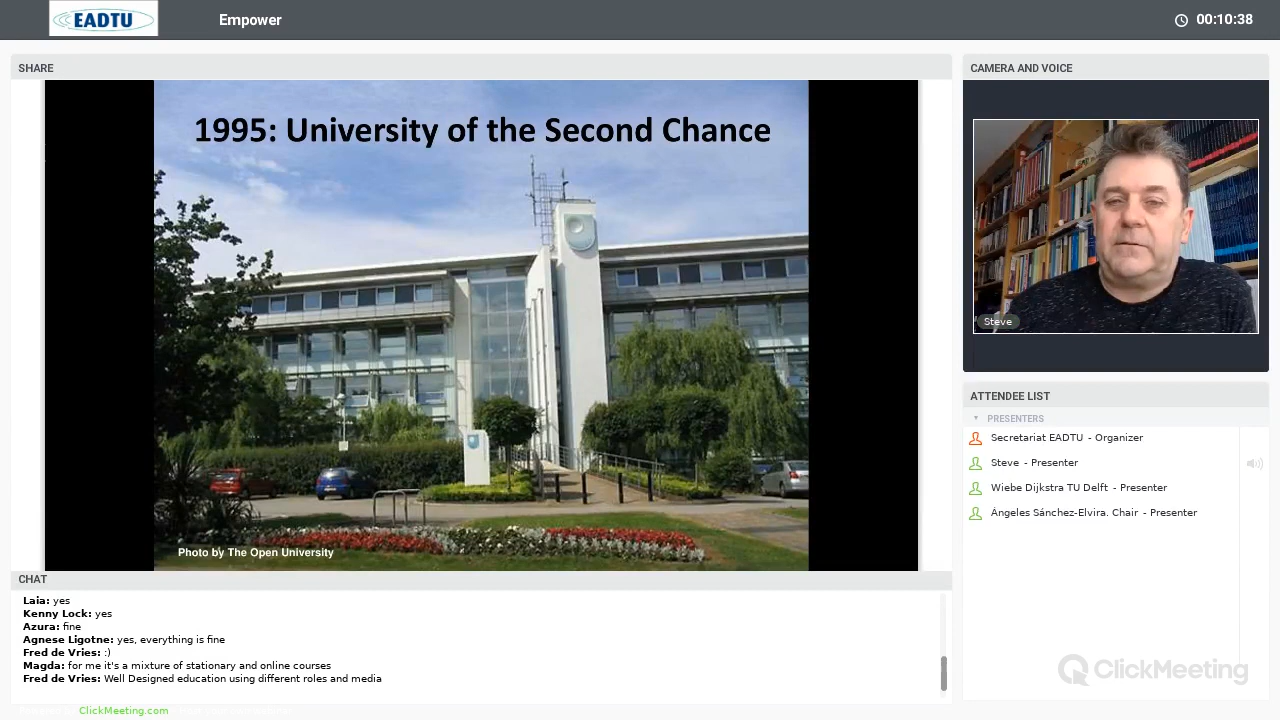 EADTU
Empower
00:10:38
SHARE
CAMERA AND VOICE
1995: University of the Second Chance
Photo by The Open University
Steve
ATTENDEE LIST
PRESENTERS
Secretariat EADTU - Organizer
Steve - Presenter
Wiebe Dijkstra TU Delft - Presenter
Ángeles Sánchez-Elvira. Chair - Presenter
CHAT
Laia: yes
Kenny Lock: yes
Azura: fine
Agnese Ligotne: yes, everything is fine
Fred de Vries: :)
Magda: for me it's a mixture of stationary and online courses
Fred de Vries: Well Designed education using different roles and media
ClickMeeting
ClickMeeting.com